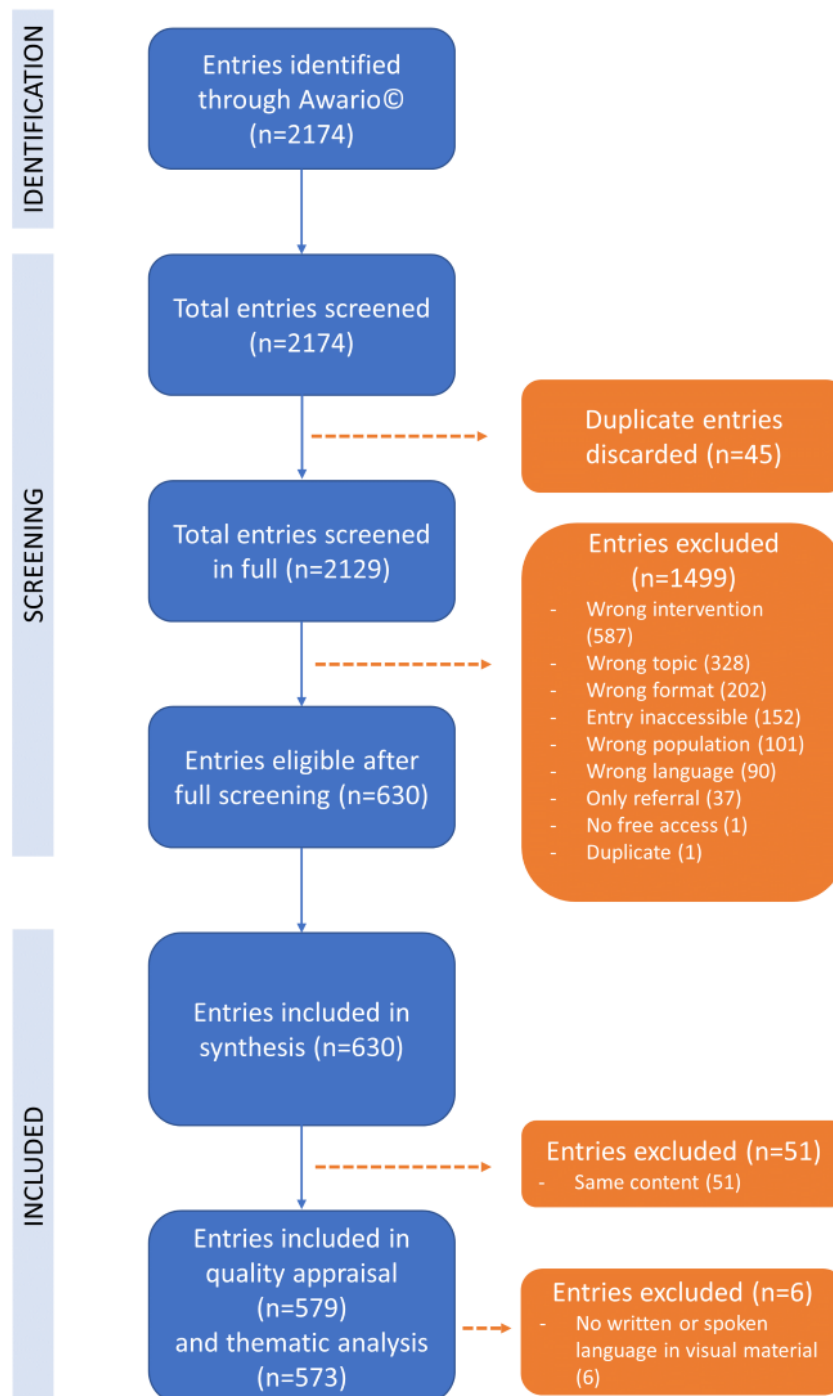 IDENTIFICATION
Entries identified
through Awario©
(n=2174)
SCREENING
Total entries screened
(n=2174)
Duplicate entries
discarded (n=45)
Total entries screened
in full (n=2129)
Entries excluded
(n=1499)
- Wrong intervention
(587)
- Wrong topic (328)
- Wrong format (202)
- Entry inaccessible (152)
- Wrong population (101)
- Wrong language (90)
- Only referral (37)
- No free access (1)
- Duplicate (1)
Entries eligible after
full screening (n=630)
INCLUDED
Entries included in
synthesis (n=630)
Entries excluded (n=51)
- Same content (51)
Entries included in
quality appraisal
(n=579)
and thematic analysis
(n=573)
Entries excluded (n=6)
- No written or spoken
language in visual material
(6)